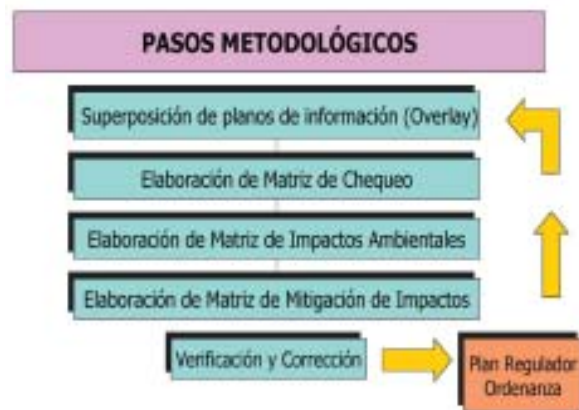 PASOS METODOLÓGICOS
Superposición de planos de información (Overlay)
Elaboración de Matriz de Chequeo
Elaboración de Matriz de Impactos Ambientales
Elaboración de Matriz de Mitigación de Impactos
Verificación y Corrección
Plan Regulador
Ordenanza